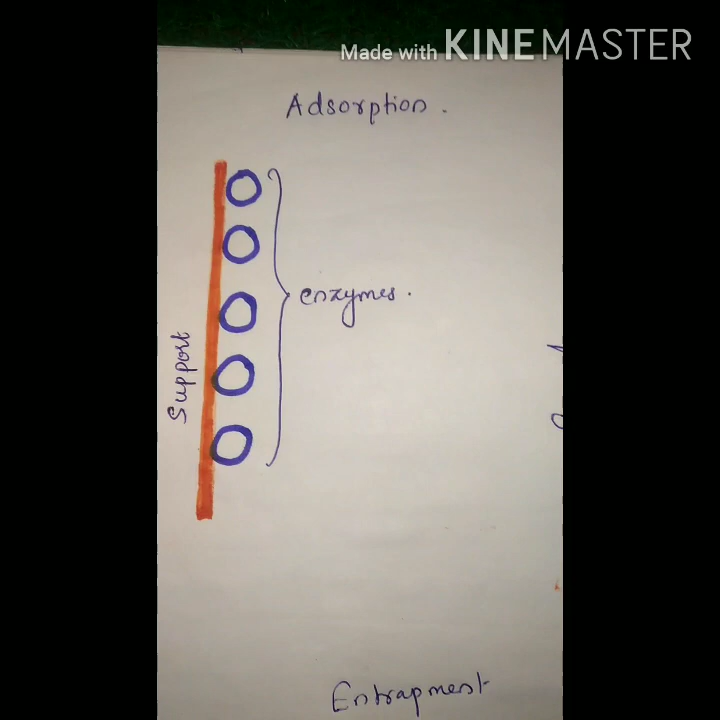 Made with KINEMASTER
Adsorption.
enzymes.
Support
Entrapment